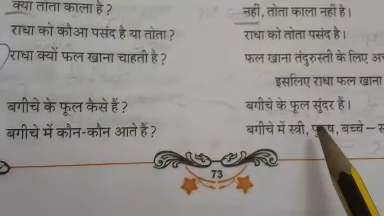 क्या तोता काला है? नहीं, तोता काला नहीं है।
राधा को कौआ पसंद है या तोता? राधा को तोता पसंद है।
राधा क्यों फल खाना चाहती है? फल खाना तंदुरुस्ती के लिए
इसलिए राधा फल खाना
बगीचे के फूल कैसे हैं? बगीचे के फूल सुंदर हैं।
बगीचे में कौन-कौन आते हैं? बगीचे में स्त्री, बच्चे –
73